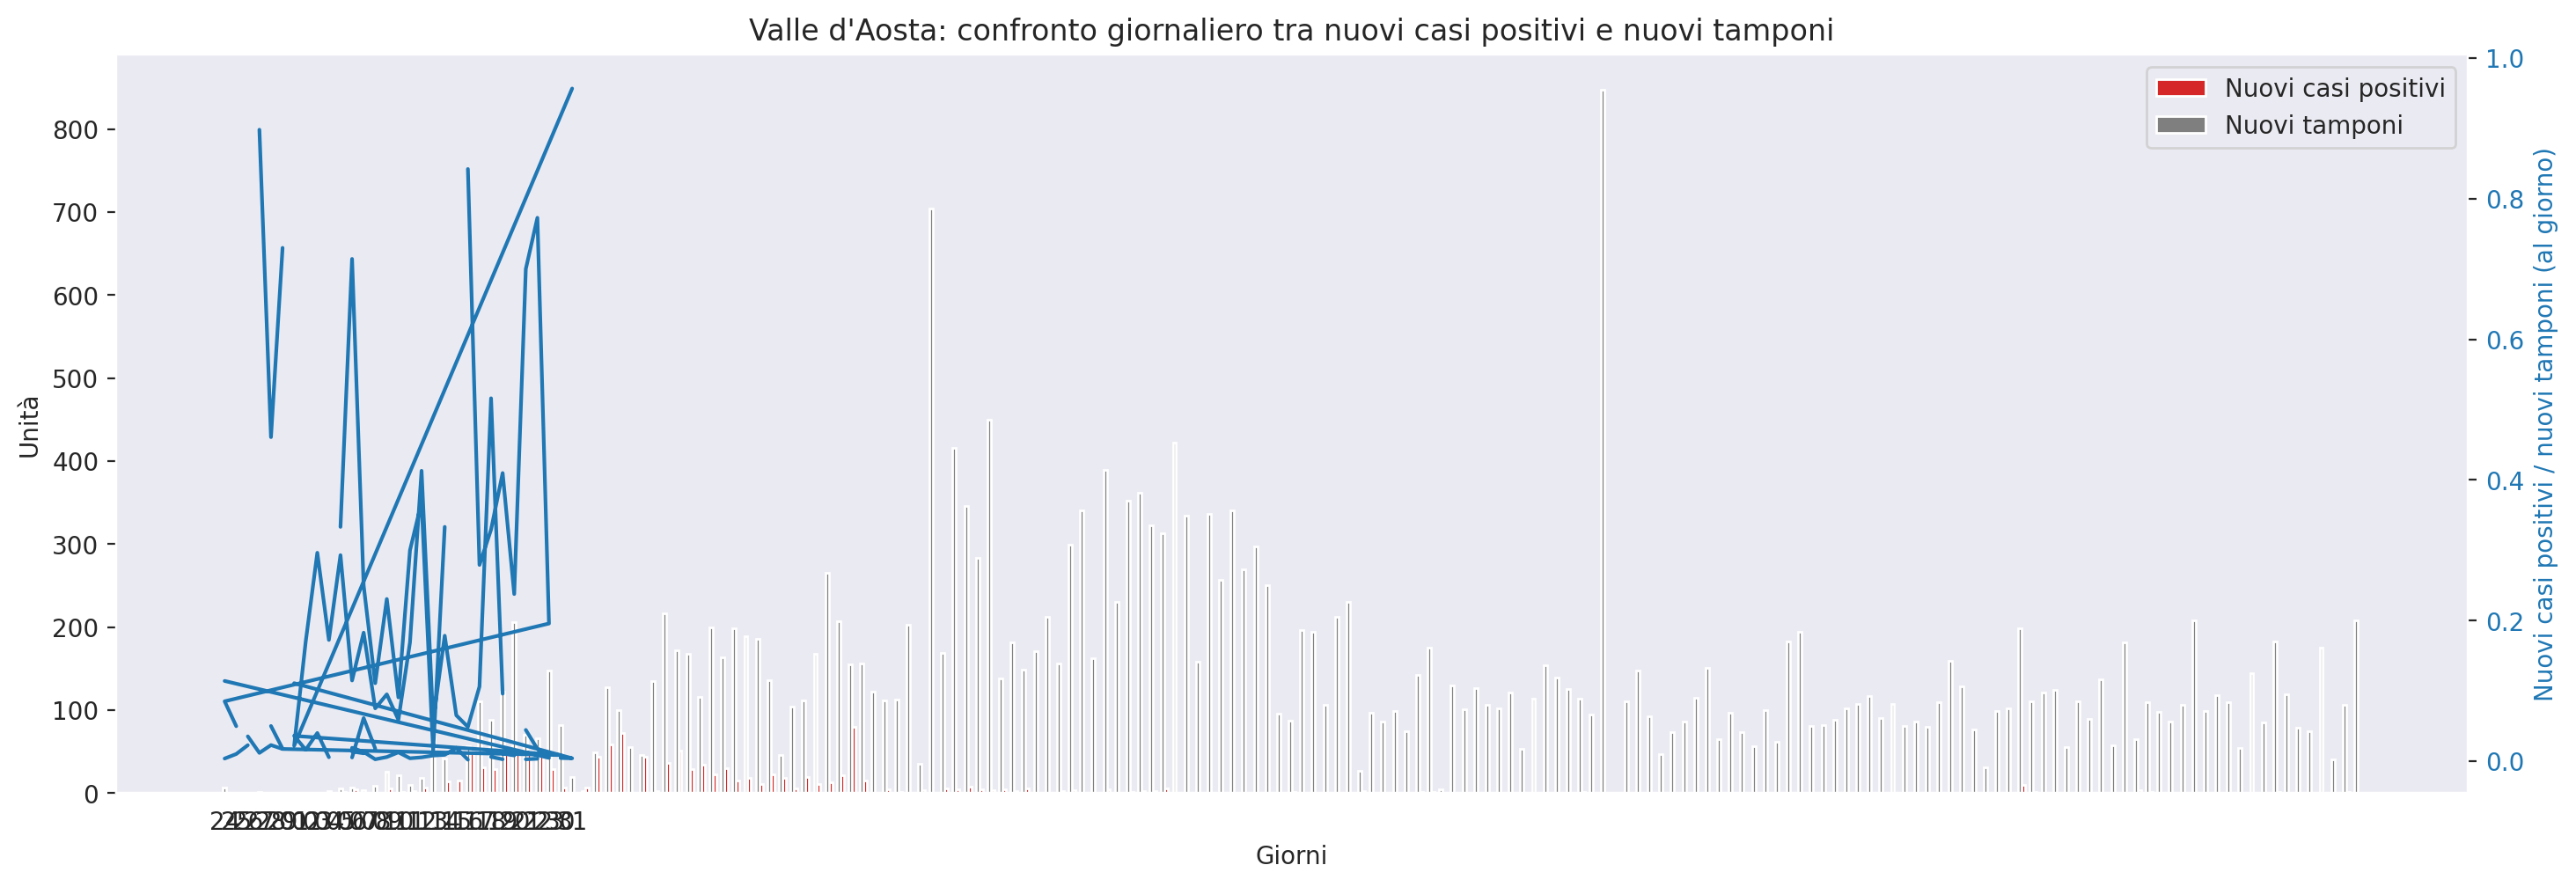 Valle d'Aosta: confronto giornaliero tra nuovi casi positivi e nuovi tamponi
Nuovi casi positivi
Nuovi tamponi
Unità
800
700
600
500
400
300
200
100
0
1.0
0.8
0.6
0.4
0.2
0.0
Nuovi casi positivi / nuovi tamponi (al giorno)
Giorni